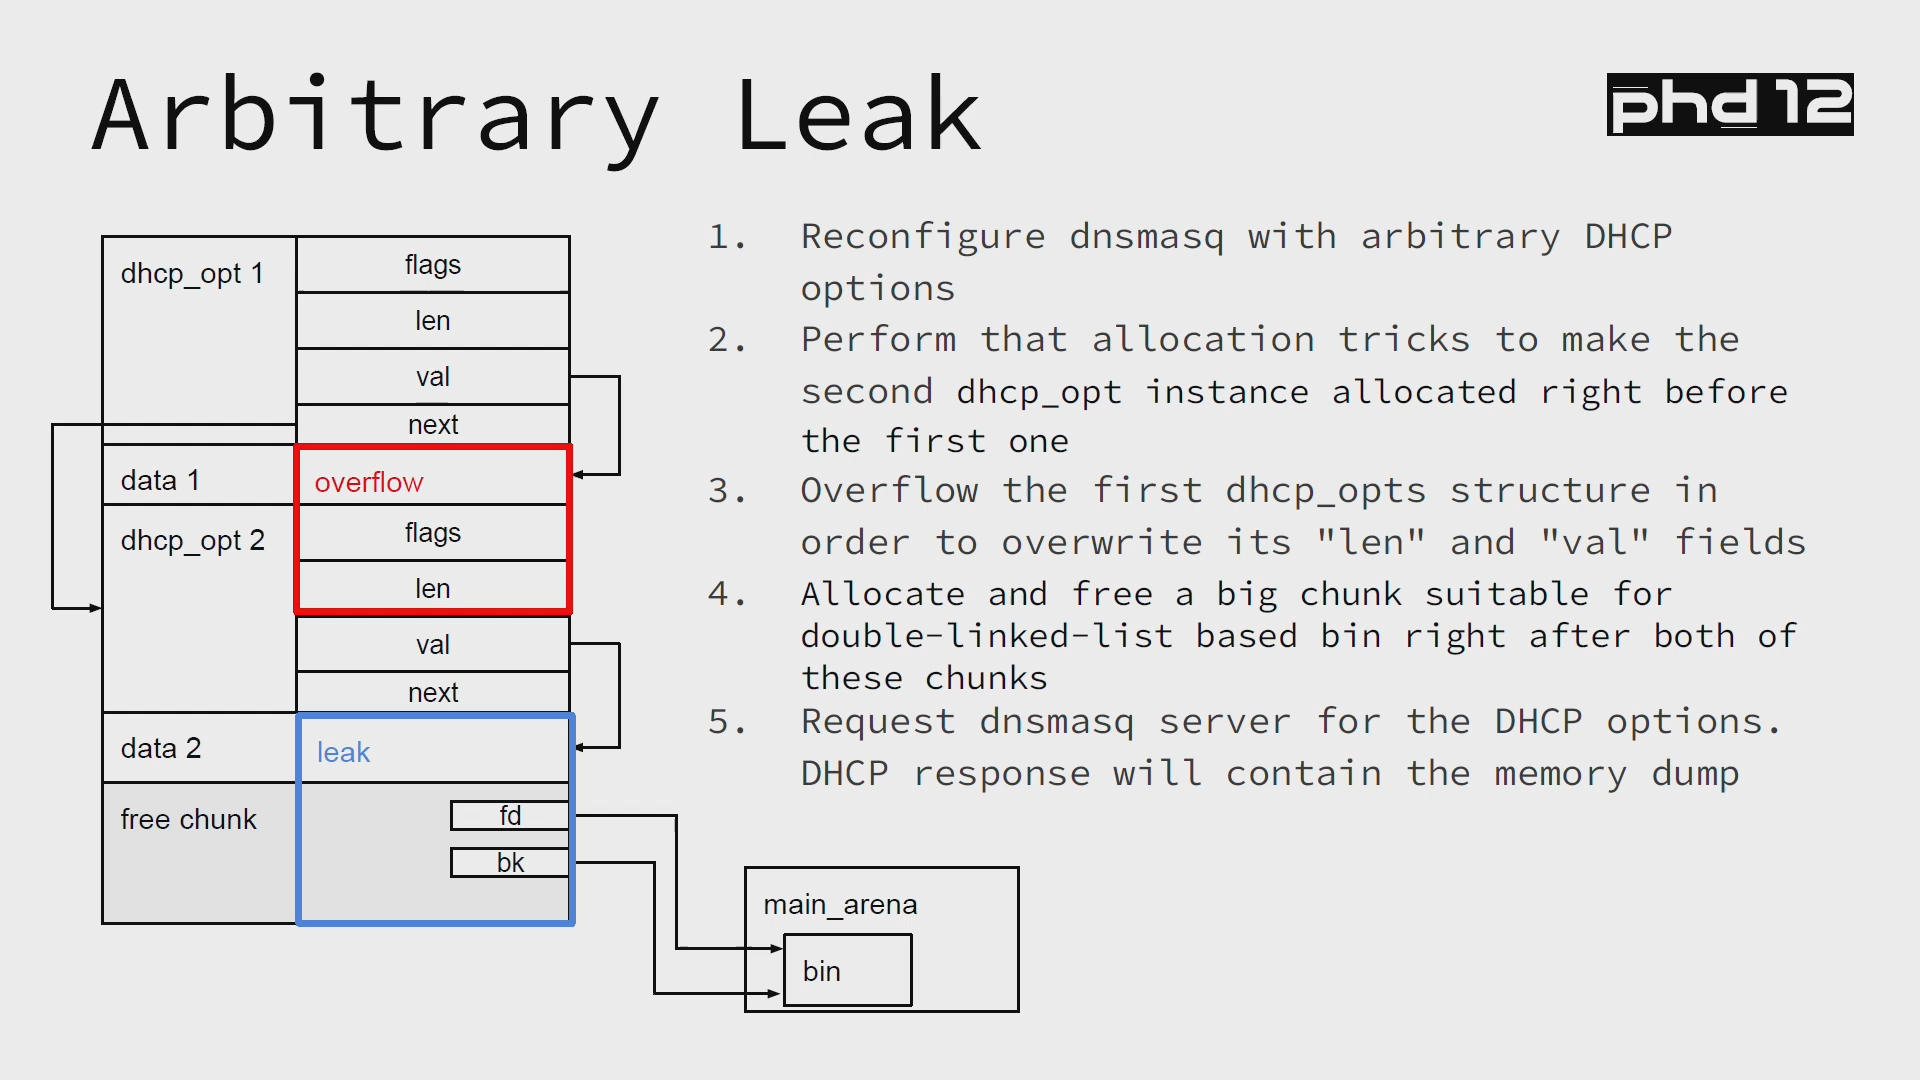 Arbitrary Leak
phd 12
dhcp_opt 1
flags
len
val
next
data 1
overflow
dhcp_opt 2
flags
len
val
next
data 2
leak
free chunk
fd
bk
main_arena
bin
1. Reconfigure dnsmasq with arbitrary DHCP
options
2. Perform that allocation tricks to make the
second dhcp_opt instance allocated right before
the first one
3. Overflow the first dhcp_opts structure in
order to overwrite its "len" and "val" fields
4. Allocate and free a big chunk suitable for
double-linked-list based bin right after both of
these chunks
5. Request dnsmasq server for the DHCP options.
DHCP response will contain the memory dump